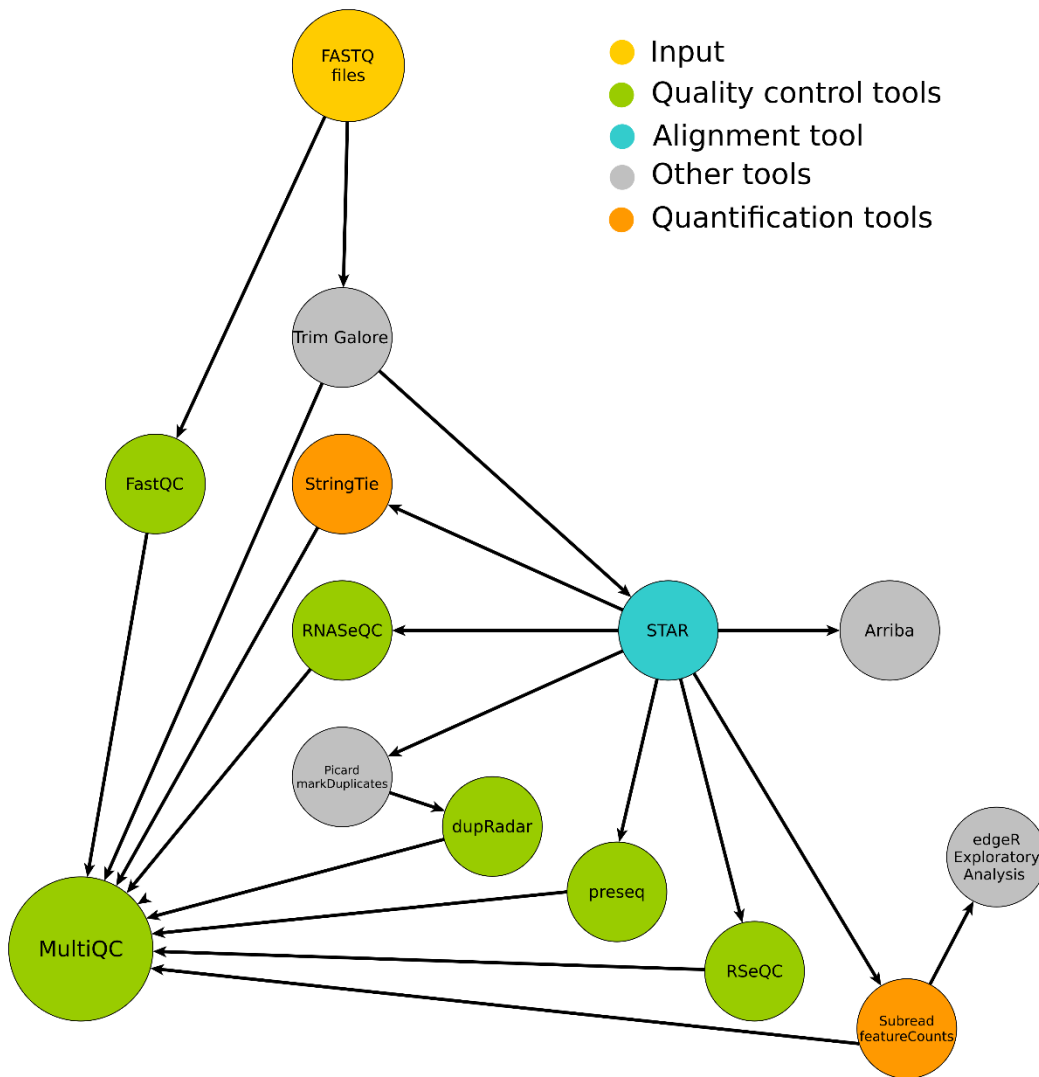 FASTQ
files
Input
Quality control tools
Alignment tool
Other tools
Quantification tools
Trim Galore
FastQC
StringTie
RNASeQC
STAR
Arriba
Picard
markDuplicates
dupRadar
edgeR
Exploratory
Analysis
preseq
MultiQC
RSeQC
Subread
featureCounts